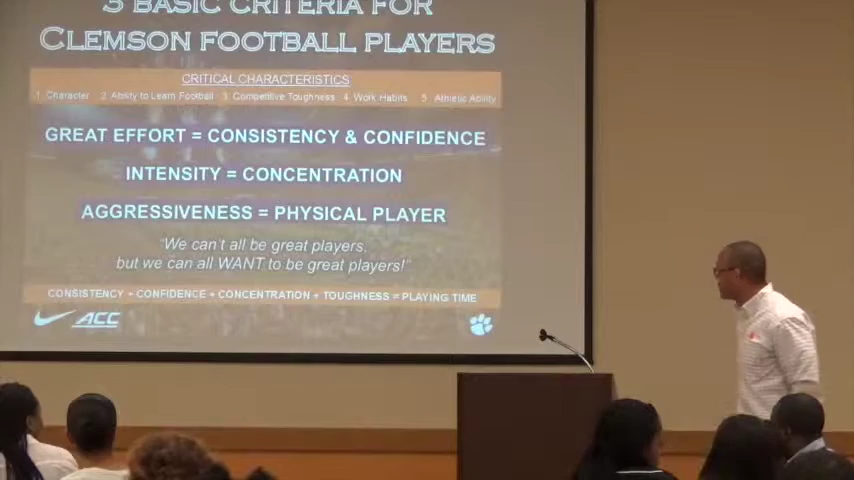 3 BASIC CRITERIA FOR
CLEMSON FOOTBALL PLAYERS
CRITICAL CHARACTERISTICS
1 Character 2 Ability to Learn Football 3 Competitive Toughness 4 Work Habits 5 Athletic Ability
GREAT EFFORT = CONSISTENCY & CONFIDENCE
INTENSITY = CONCENTRATION
AGGRESSIVENESS = PHYSICAL PLAYER
"We can't all be great players,
but we can all WANT to be great players!"
CONSISTENCY + CONFIDENCE + CONCENTRATION + TOUGHNESS = PLAYING TIME
ACC